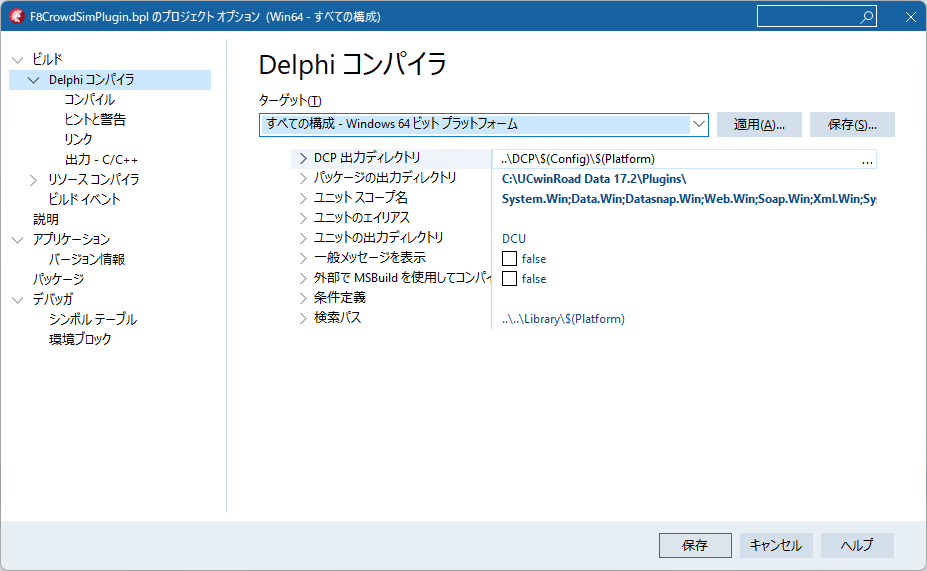 F8CrowdSimPlugin.bpl のプロジェクト オプション (Win64 - すべての構成)
ビルド
Delphi コンパイラ
コンパイル
ヒントと警告
リンク
出力 - C/C++
リソース コンパイラ
ビルド イベント
説明
アプリケーション
バージョン情報
パッケージ
デバッガ
シンボル テーブル
環境ブロック
Delphi コンパイラ
ターゲット(T)
すべての構成 - Windows 64 ビット プラットフォーム
適用(A)...
保存(S)...
DCP 出力ディレクトリ ..\DCP\$(Config)\$(Platform) ...
パッケージの出力ディレクトリ C:\UCwinRoad Data 17.2\Plugins\
ユニット スコープ名 System.Win;Data.Win;Datasnap.Win;Web.Win;Soap.Win;Xml.Win;Sy
ユニットのエイリアス
ユニットの出力ディレクトリ DCU
一般メッセージを表示 false
外部で MSBuild を使用してコンパイ false
条件定義
検索パス ..\..\Library\$(Platform)
保存
キャンセル
ヘルプ